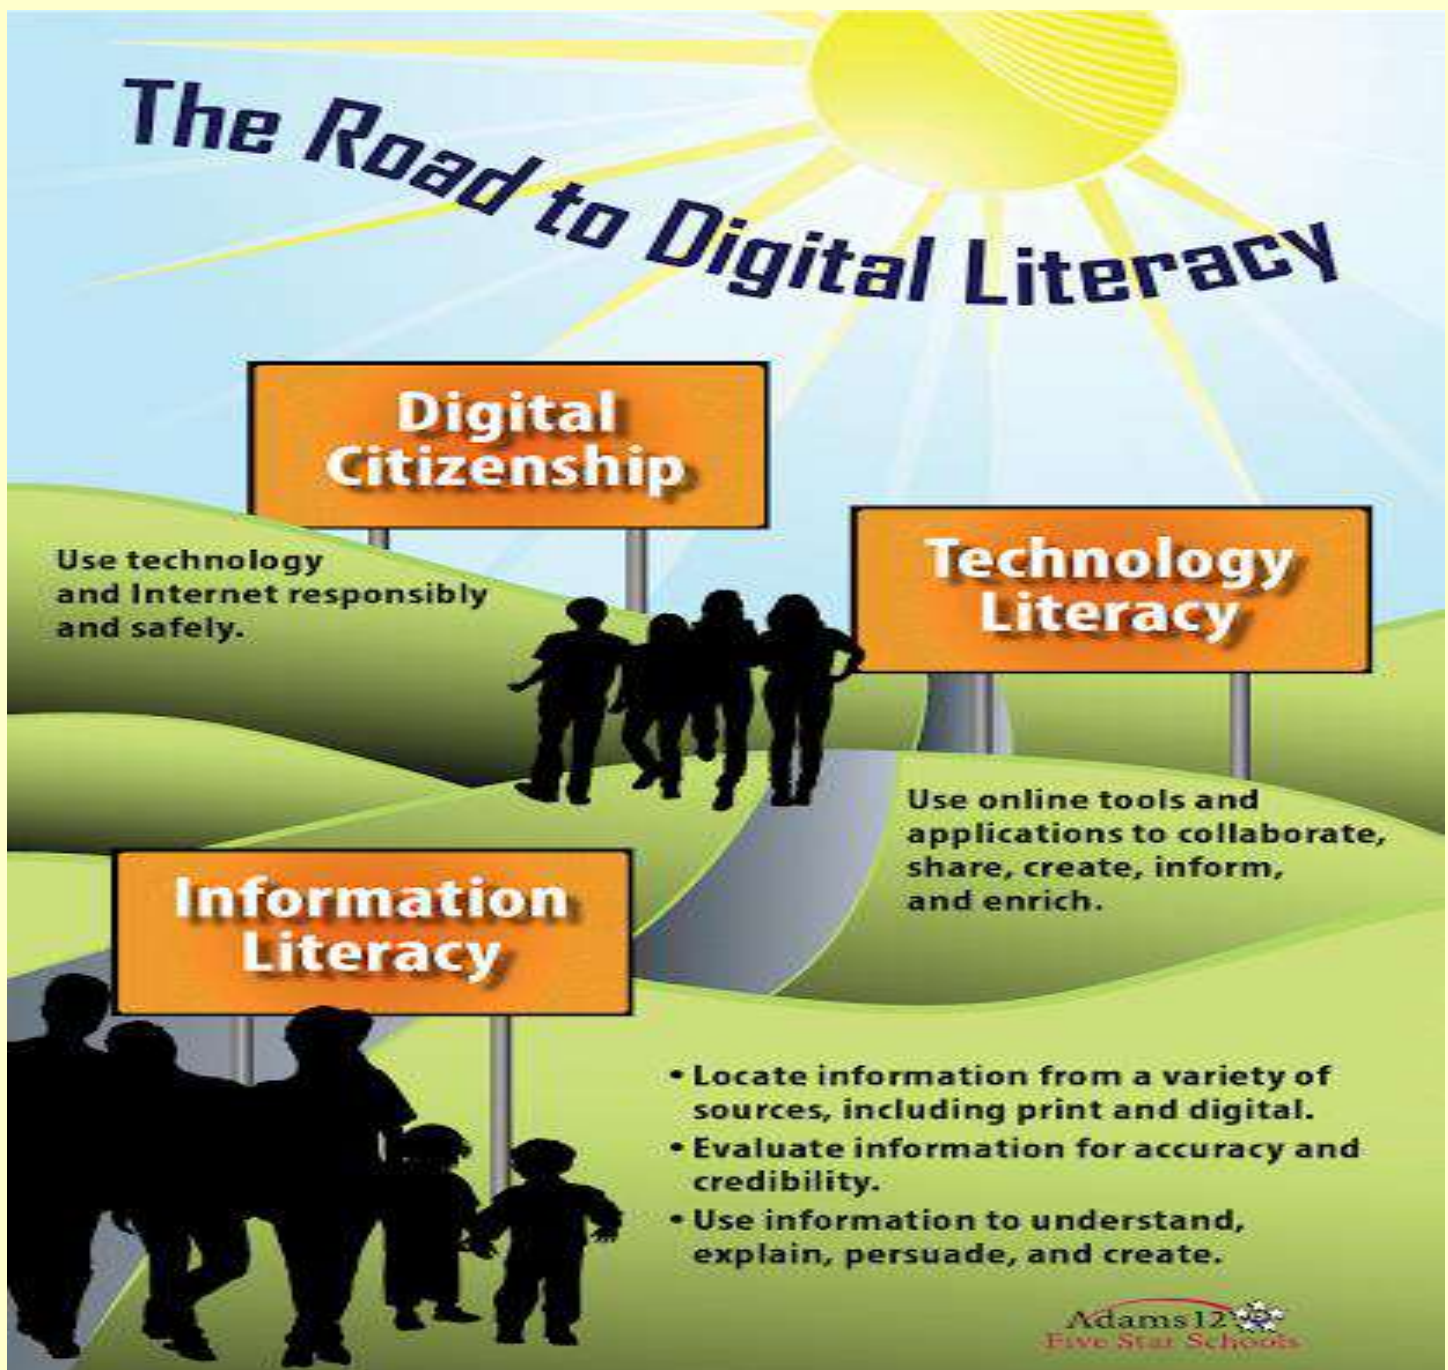 The Road to Digital Literacy
Digital
Citizenship
Use technology
and Internet responsibly
and safely.
Technology
Literacy
Use online tools and
applications to collaborate,
share, create, inform,
and enrich.
Information
Literacy
• Locate information from a variety of
sources, including print and digital.
• Evaluate information for accuracy and
credibility.
• Use information to understand,
explain, persuade, and create.
Adams12
Five Star Schools